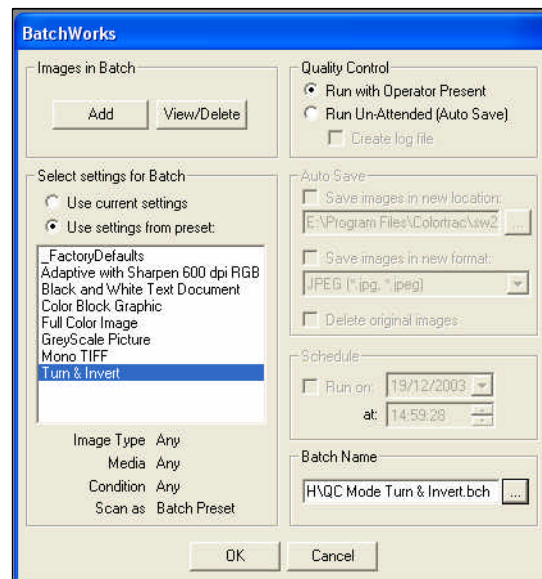 BatchWorks
Images in Batch
Add
View/Delete
Select settings for Batch
Use current settings
Use settings from preset:
_FactoryDefaults
Adaptive with Sharpen 600 dpi RGB
Black and White Text Document
Color Block Graphic
Full Color Image
GreyScale Picture
Mono TIFF
Turn & Invert
Image Type Any
Media Any
Condition Any
Scan as Batch Preset
Quality Control
Run with Operator Present
Run Un-Attended (Auto Save)
Create log file
Auto Save
Save images in new location:
E:\Program Files\Colortrac\sw2 ...
Save images in new format:
JPEG (*.jpg, *.jpeg)
Delete original images
Schedule
Run on: 19/12/2003
at: 14:59:28
Batch Name
H\QC Mode Turn & Invert.bch ...
OK
Cancel